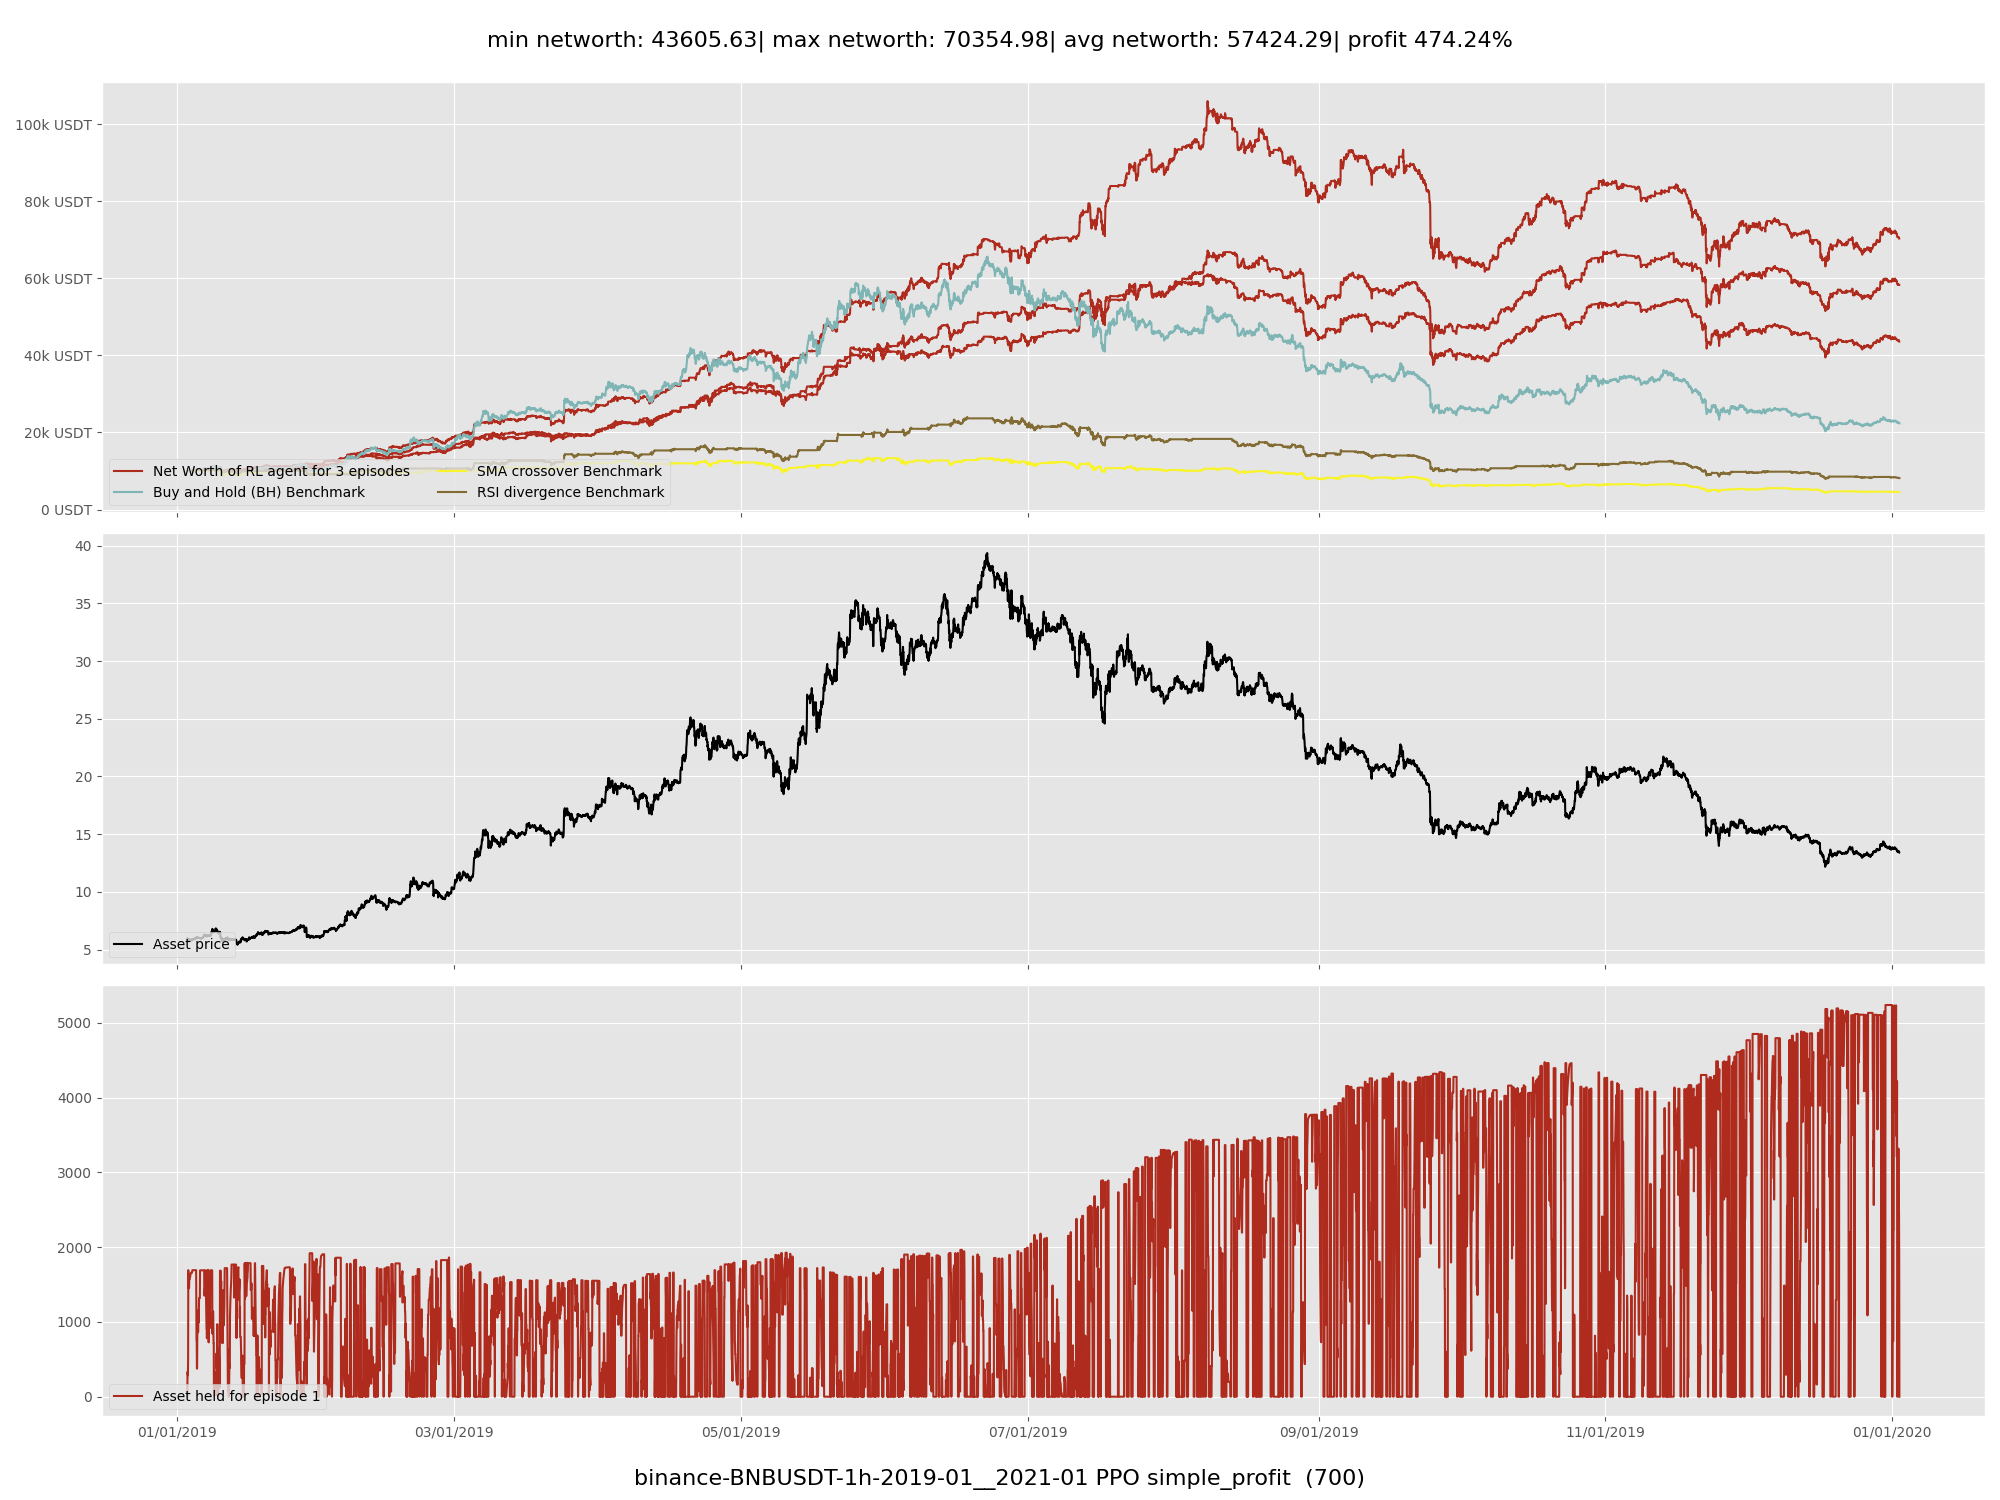 min networth: 43605.63| max networth: 70354.98| avg networth: 57424.29| profit 474.24%
100k USDT
80k USDT
60k USDT
40k USDT
20k USDT
0 USDT
Net Worth of RL agent for 3 episodes
Buy and Hold (BH) Benchmark
SMA crossover Benchmark
RSI divergence Benchmark
40
35
30
25
20
15
10
5
Asset price
5000
4000
3000
2000
1000
0
Asset held for episode 1
01/01/2019 03/01/2019 05/01/2019 07/01/2019 09/01/2019 11/01/2019 01/01/2020
binance-BNBUSDT-1h-2019-01__2021-01 PPO simple_profit  (700)